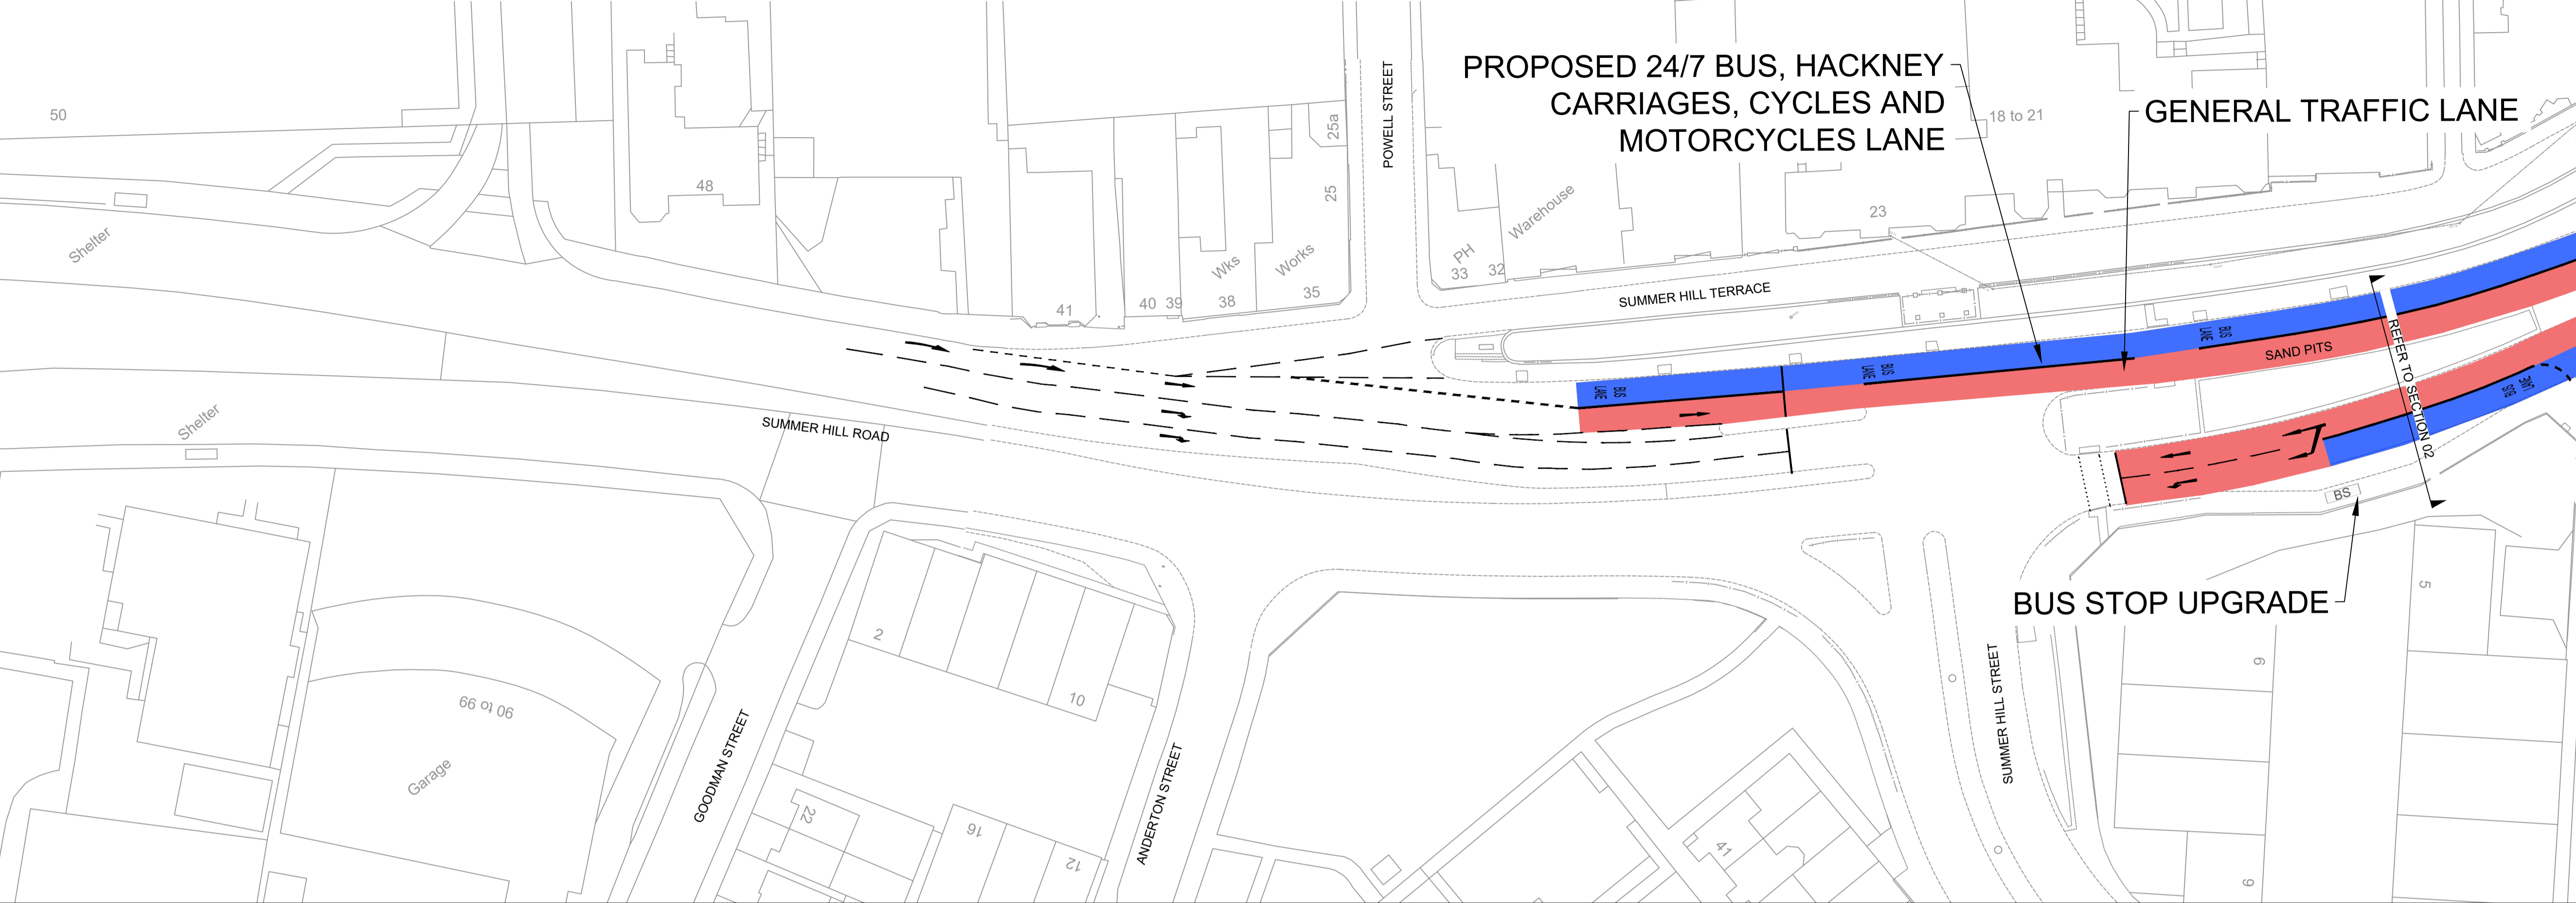 PROPOSED 24/7 BUS, HACKNEY
CARRIAGES, CYCLES AND
MOTORCYCLES LANE
GENERAL TRAFFIC LANE
50
48
25a
25
POWELL STREET
18 to 21
23
Warehouse
PH
33
32
Shelter
Wks
Works
41
40
39
38
35
SUMMER HILL TERRACE
BUS
LANE
BUS
LANE
BUS
LANE
SAND PITS
REFER TO SECTION 02
BUS
LANE
BS
Shelter
SUMMER HILL ROAD
BUS STOP UPGRADE
2
10
5
6
9
90 to 99
Garage
GOODMAN STREET
ANDERTON STREET
SUMMER HILL STREET
22
16
12
41